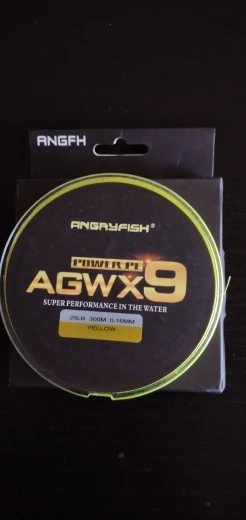 ANGFH
ANGRYFISH®
POWER PE
AGWX9
SUPER PERFORMANCE IN THE WATER
25LB 300M 0.16MM
YELLOW